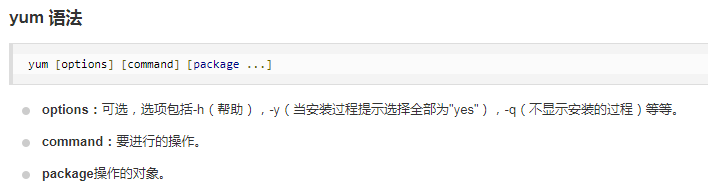 yum 语法
yum [options] [command] [package ...]
options：可选，选项包括-h（帮助），-y（当安装过程提示选择全部为"yes"），-q（不显示安装的过程）等等。
command：要进行的操作。
package操作的对象。